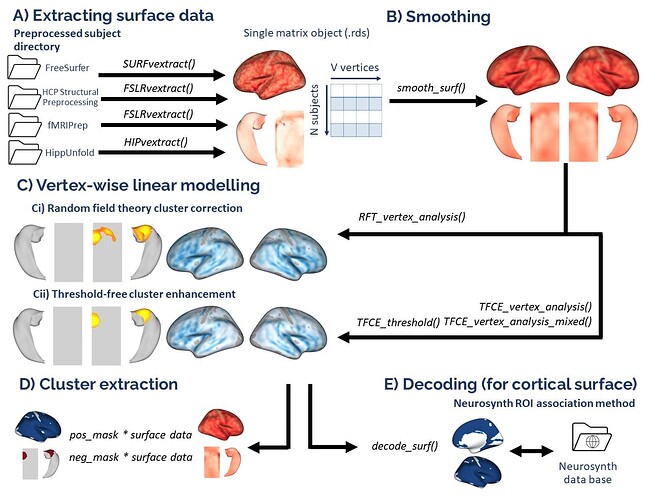 A) Extracting surface data
Preprocessed subject
directory
Single matrix object (.rds)
FreeSurfer
SURFvextract()
HCP Structural
Preprocessing
FSLRvextract()
fMRIPrep
FSLRvextract()
HippUnfold
HIPvextract()
V vertices
N subjects
B) Smoothing
smooth_surf()
C) Vertex-wise linear modelling
Ci) Random field theory cluster correction
RFT_vertex_analysis()
Cii) Threshold-free cluster enhancement
TFCE_vertex_analysis()
TFCE_threshold() TFCE_vertex_analysis_mixed()
D) Cluster extraction
pos_mask * surface data
neg_mask * surface data
E) Decoding (for cortical surface)
Neurosynth ROI association method
decode_surf()
Neurosynth
data base